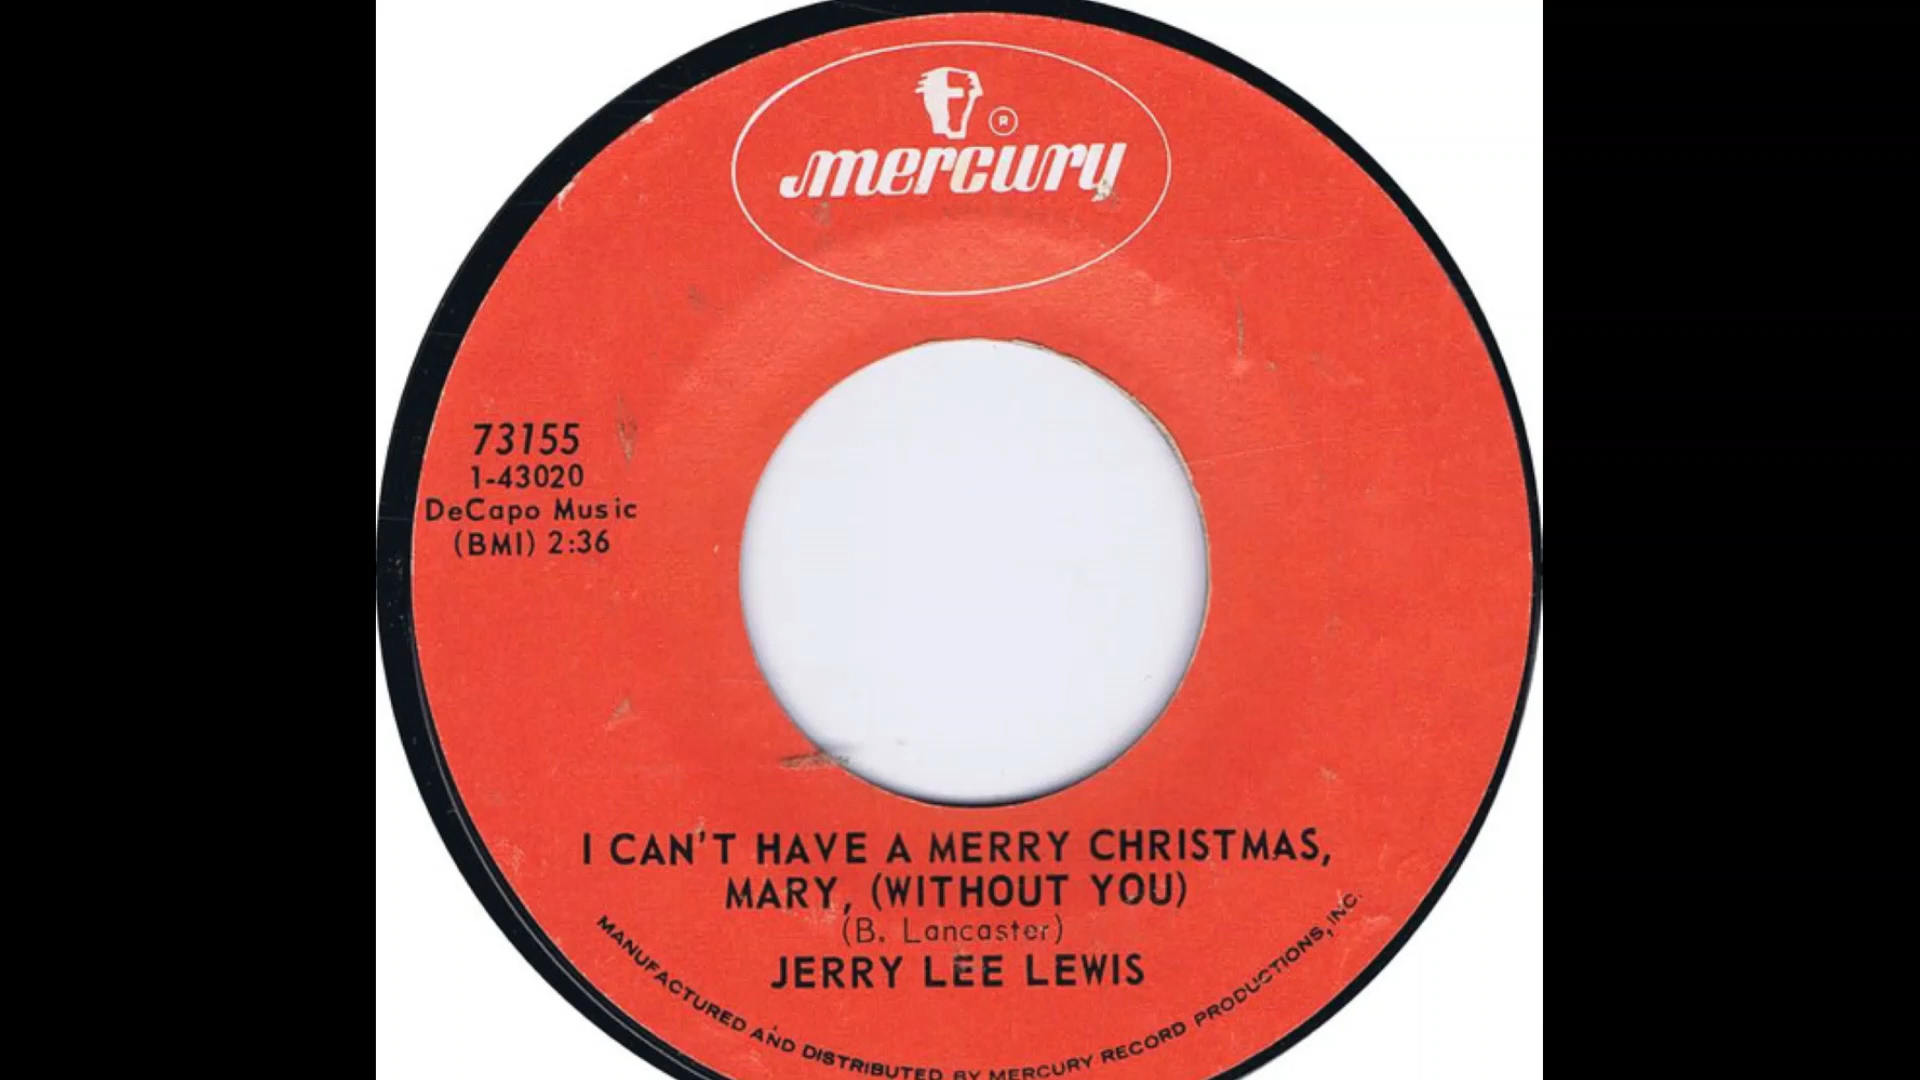 ®
mercury
73155
1-43020
DeCapo Music
(BMI) 2:36
I CAN'T HAVE A MERRY CHRISTMAS,
MARY, (WITHOUT YOU)
(B. Lancaster)
JERRY LEE LEWIS
MANUFACTURED AND DISTRIBUTED BY MERCURY RECORD PRODUCTIONS, INC.